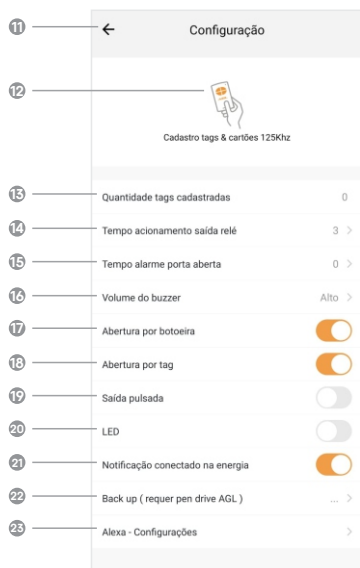 11 Configuração
12
Cadastro tags & cartões 125Khz
13 Quantidade tags cadastradas 0
14 Tempo acionamento saída relé 3 >
15 Tempo alarme porta aberta 0 >
16 Volume do buzzer Alto >
17 Abertura por botoeira
18 Abertura por tag
19 Saída pulsada
20 LED
21 Notificação conectado na energia
22 Back up ( requer pen drive AGL ) ... >
23 Alexa - Configurações >